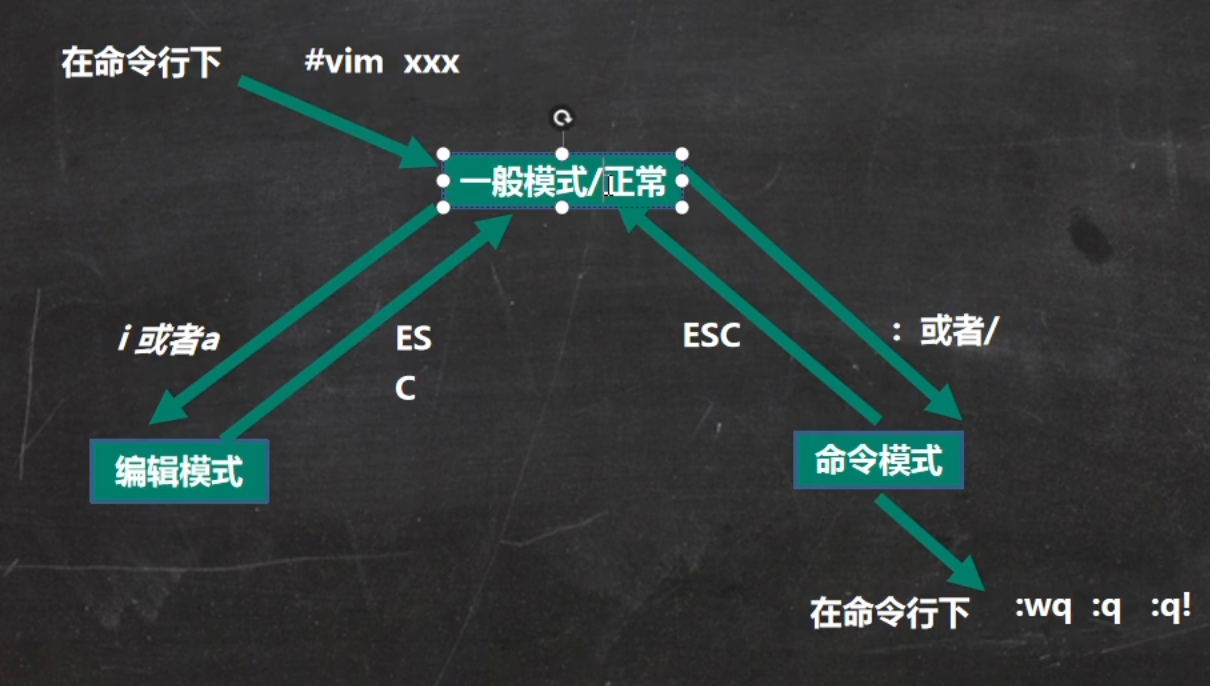 在命令行下 #vim xxx
一般模式/正常
i 或者a
ES
C
ESC
: 或者/
编辑模式
命令模式
在命令行下 :wq :q :q!